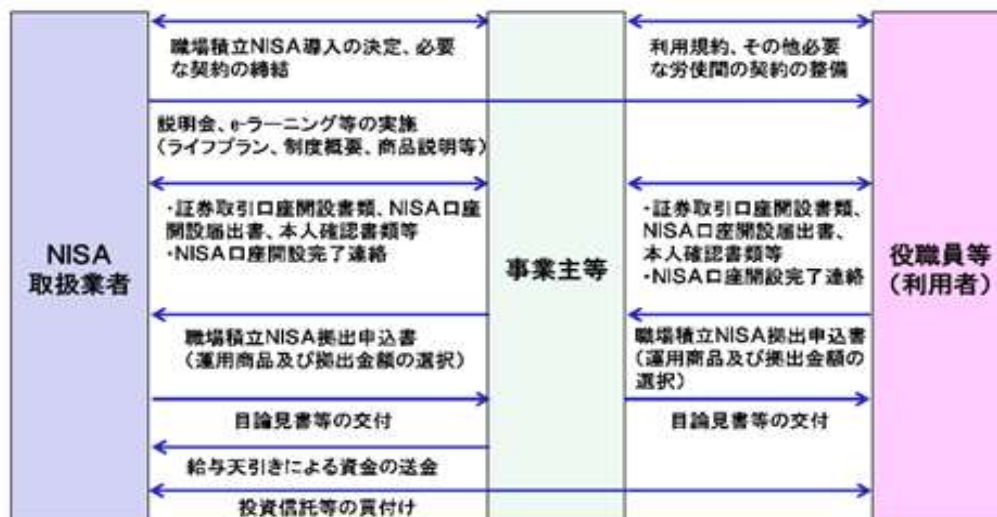 職場積立NISA導入の決定、必要
な契約の締結
利用規約、その他必要
な労使間の契約の整備
説明会、e-ラーニング等の実施
(ライフプラン、制度概要、商品説明等)
・証券取引口座開設書類、NISA口座
開設届出書、本人確認書類等
・NISA口座開設完了連絡
・証券取引口座開設書類、
NISA口座開設届出書、
本人確認書類等
・NISA口座開設完了連絡
NISA
取扱業者
事業主等
役職員等
(利用者)
職場積立NISA拠出申込書
(運用商品及び拠出金額の選択)
職場積立NISA拠出申込書
(運用商品及び拠出金額の
選択)
目論見書等の交付
目論見書等の交付
給与天引きによる資金の送金
投資信託等の買付け